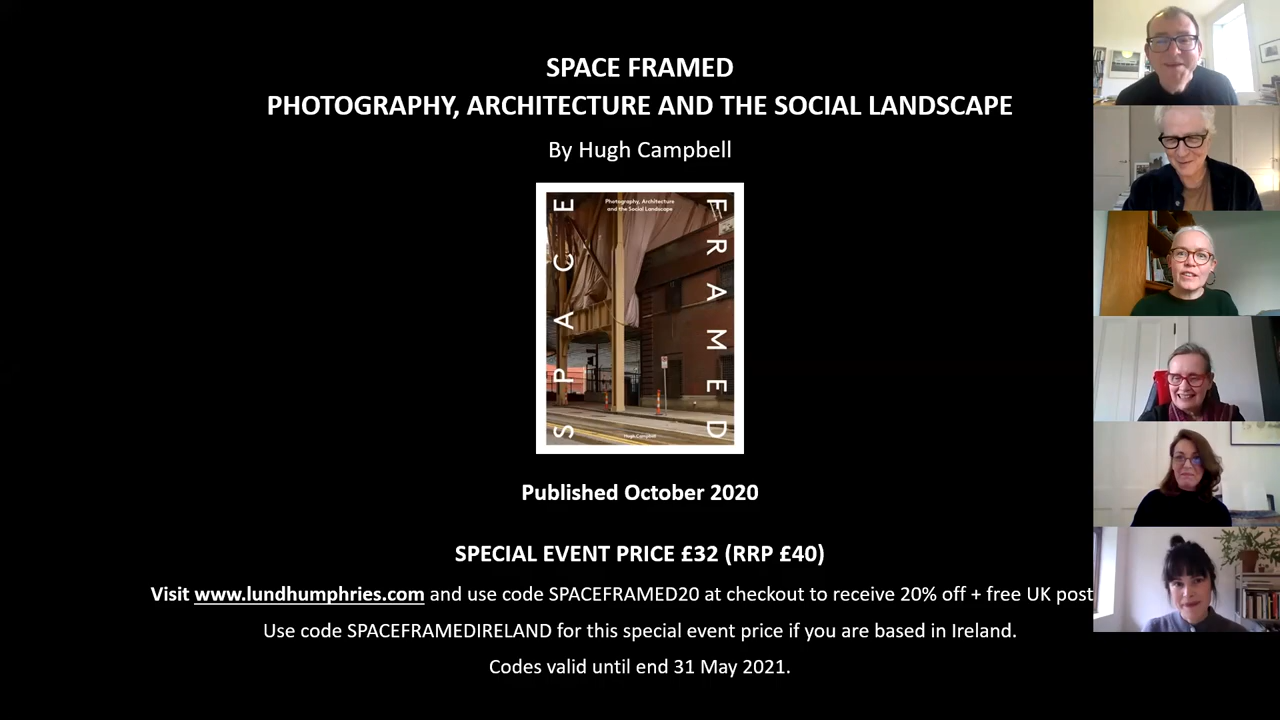 SPACE FRAMED
PHOTOGRAPHY, ARCHITECTURE AND THE SOCIAL LANDSCAPE
By Hugh Campbell
Photography, Architecture
and the Social Landscape
SPACE
FRAMED
Hugh Campbell
Published October 2020
SPECIAL EVENT PRICE £32 (RRP £40)
Visit www.lundhumphries.com and use code SPACEFRAMED20 at checkout to receive 20% off + free UK post
Use code SPACEFRAMEDIRELAND for this special event price if you are based in Ireland.
Codes valid until end 31 May 2021.